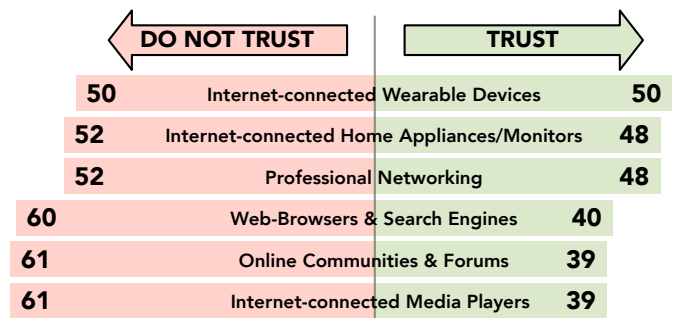 DO NOT TRUST TRUST
50 Internet-connected Wearable Devices 50
52 Internet-connected Home Appliances/Monitors 48
52 Professional Networking 48
60 Web-Browsers & Search Engines 40
61 Online Communities & Forums 39
61 Internet-connected Media Players 39